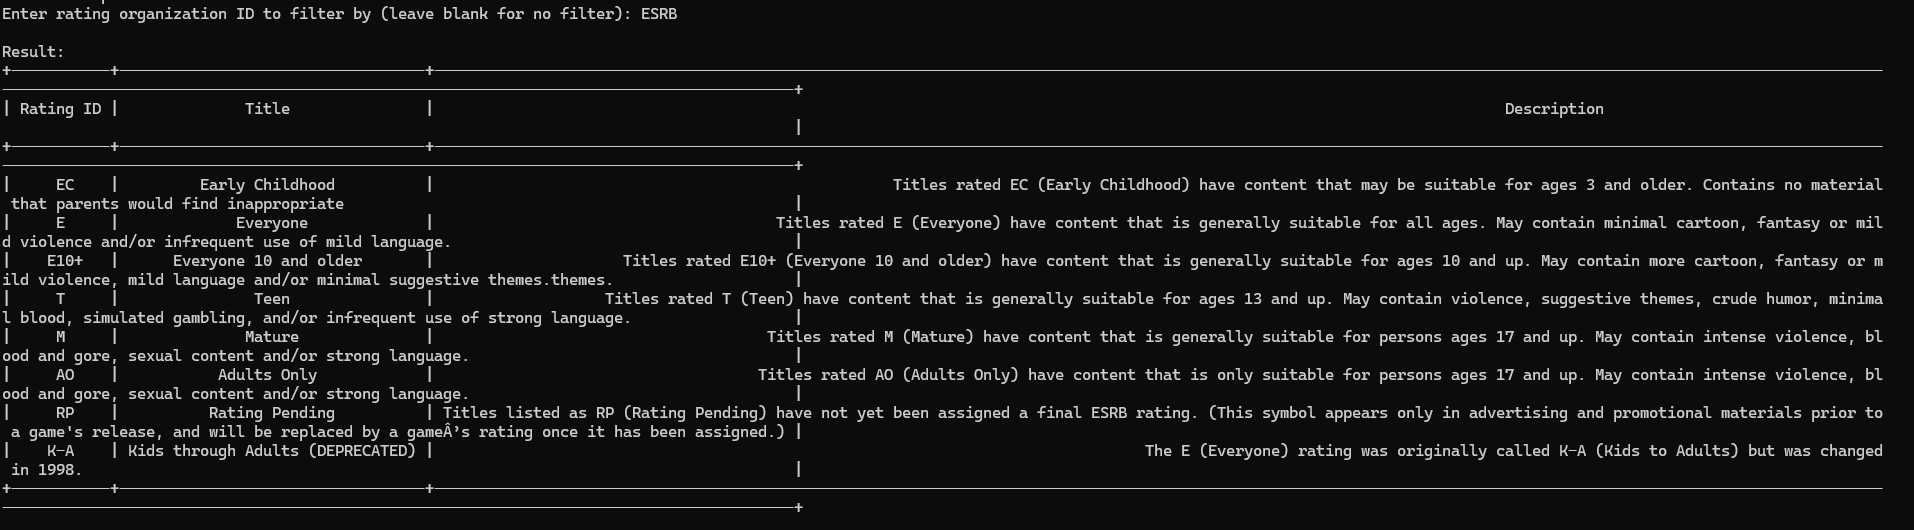 Enter rating organization ID to filter by (leave blank for no filter): ESRB
Result:
| Rating ID | Title | Description
|
| EC | Early Childhood | Titles rated EC (Early Childhood) have content that may be suitable for ages 3 and older. Contains no material
that parents would find inappropriate |
| E | Everyone | Titles rated E (Everyone) have content that is generally suitable for all ages. May contain minimal cartoon, fantasy or mil
d violence and/or infrequent use of mild language. |
| E10+ | Everyone 10 and older | Titles rated E10+ (Everyone 10 and older) have content that is generally suitable for ages 10 and up. May contain more cartoon, fantasy or m
ild violence, mild language and/or minimal suggestive themes.themes. |
| T | Teen | Titles rated T (Teen) have content that is generally suitable for ages 13 and up. May contain violence, suggestive themes, crude humor, minima
l blood, simulated gambling, and/or infrequent use of strong language. |
| M | Mature | Titles rated M (Mature) have content that is generally suitable for persons ages 17 and up. May contain intense violence, bl
ood and gore, sexual content and/or strong language. |
| AO | Adults Only | Titles rated AO (Adults Only) have content that is only suitable for persons ages 17 and up. May contain intense violence, bl
ood and gore, sexual content and/or strong language. |
| RP | Rating Pending | Titles listed as RP (Rating Pending) have not yet been assigned a final ESRB rating. (This symbol appears only in advertising and promotional materials prior to
a game's release, and will be replaced by a gameÂ’s rating once it has been assigned.) |
| K-A | Kids through Adults (DEPRECATED) | The E (Everyone) rating was originally called K-A (Kids to Adults) but was changed
in 1998. |